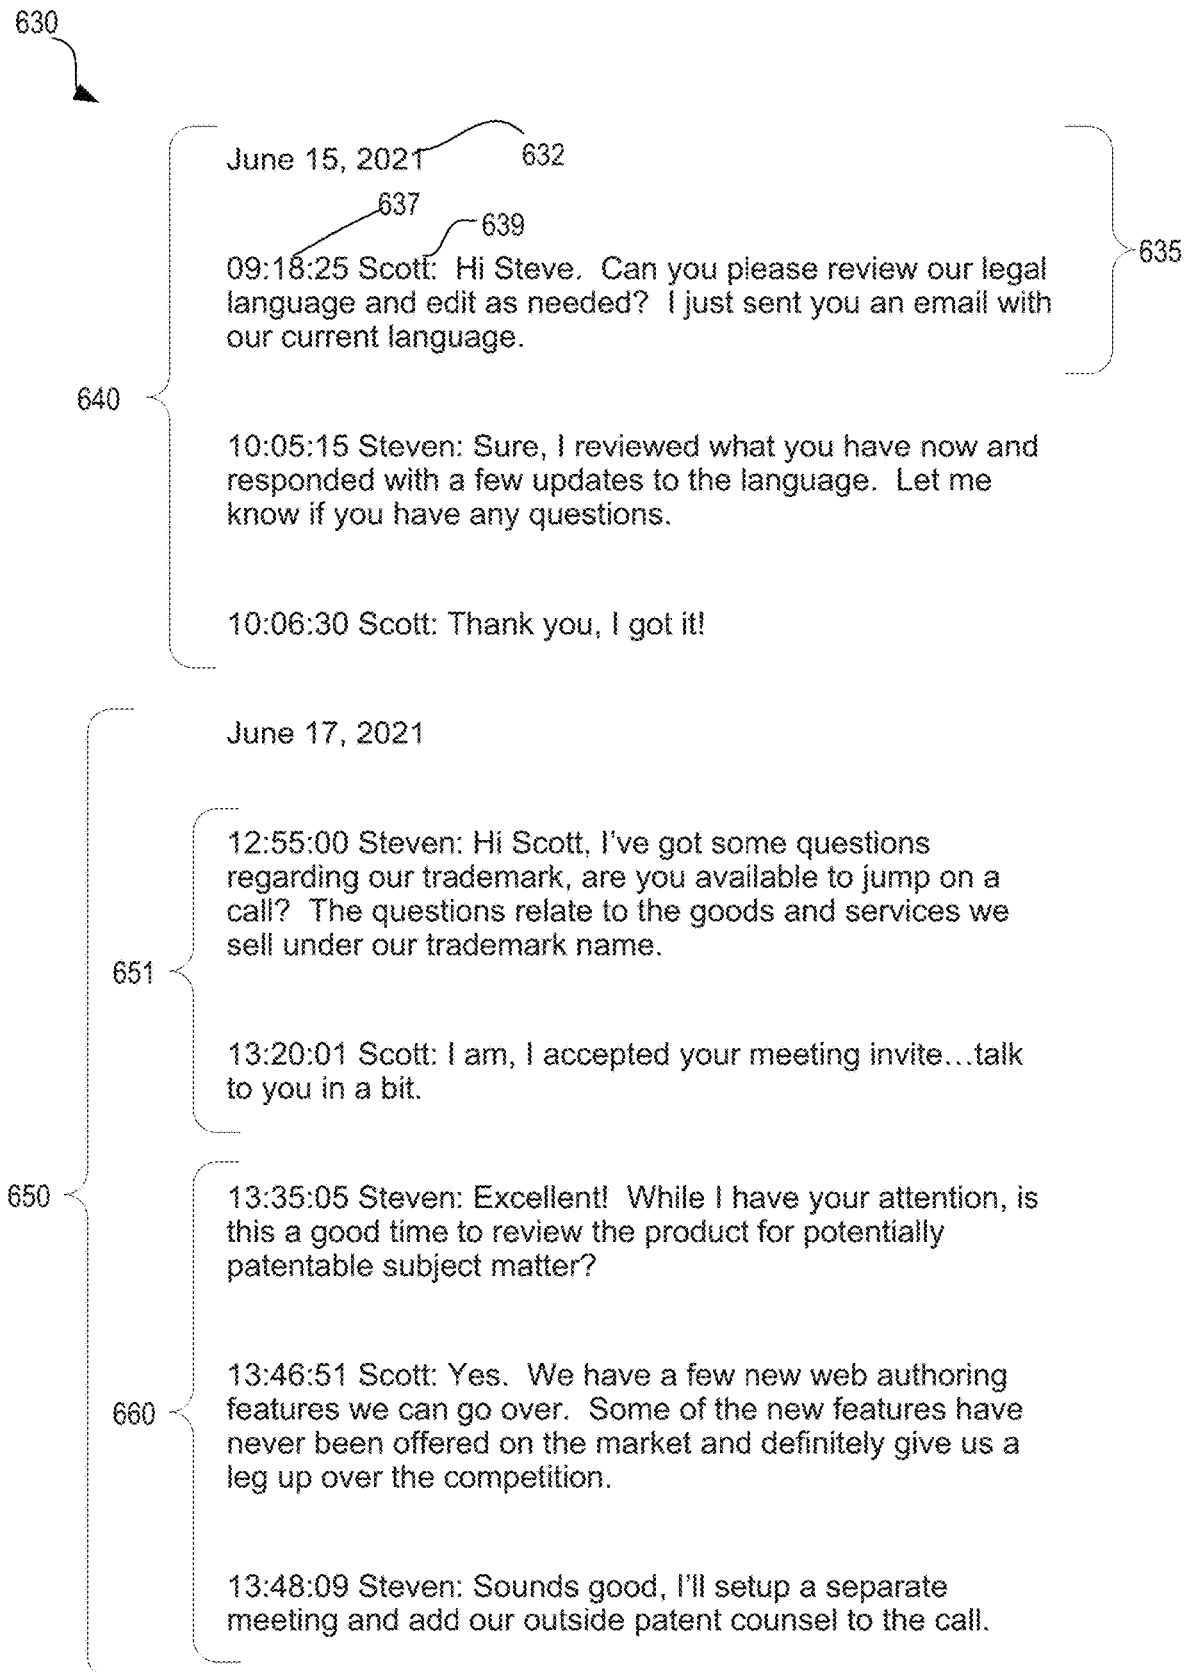 630
June 15, 2021
632
637
639
635
09:18:25 Scott:  Hi Steve.  Can you please review our legal
language and edit as needed?  I just sent you an email with
our current language.
640
10:05:15 Steven: Sure, I reviewed what you have now and
responded with a few updates to the language.  Let me
know if you have any questions.
10:06:30 Scott: Thank you, I got it!
June 17, 2021
12:55:00 Steven: Hi Scott, I've got some questions
regarding our trademark, are you available to jump on a
call?  The questions relate to the goods and services we
sell under our trademark name.
651
13:20:01 Scott: I am, I accepted your meeting invite…talk
to you in a bit.
650
13:35:05 Steven: Excellent!  While I have your attention, is
this a good time to review the product for potentially
patentable subject matter?
13:46:51 Scott: Yes.  We have a few new web authoring
660
features we can go over.  Some of the new features have
never been offered on the market and definitely give us a
leg up over the competition.
13:48:09 Steven: Sounds good, I'll setup a separate
meeting and add our outside patent counsel to the call.